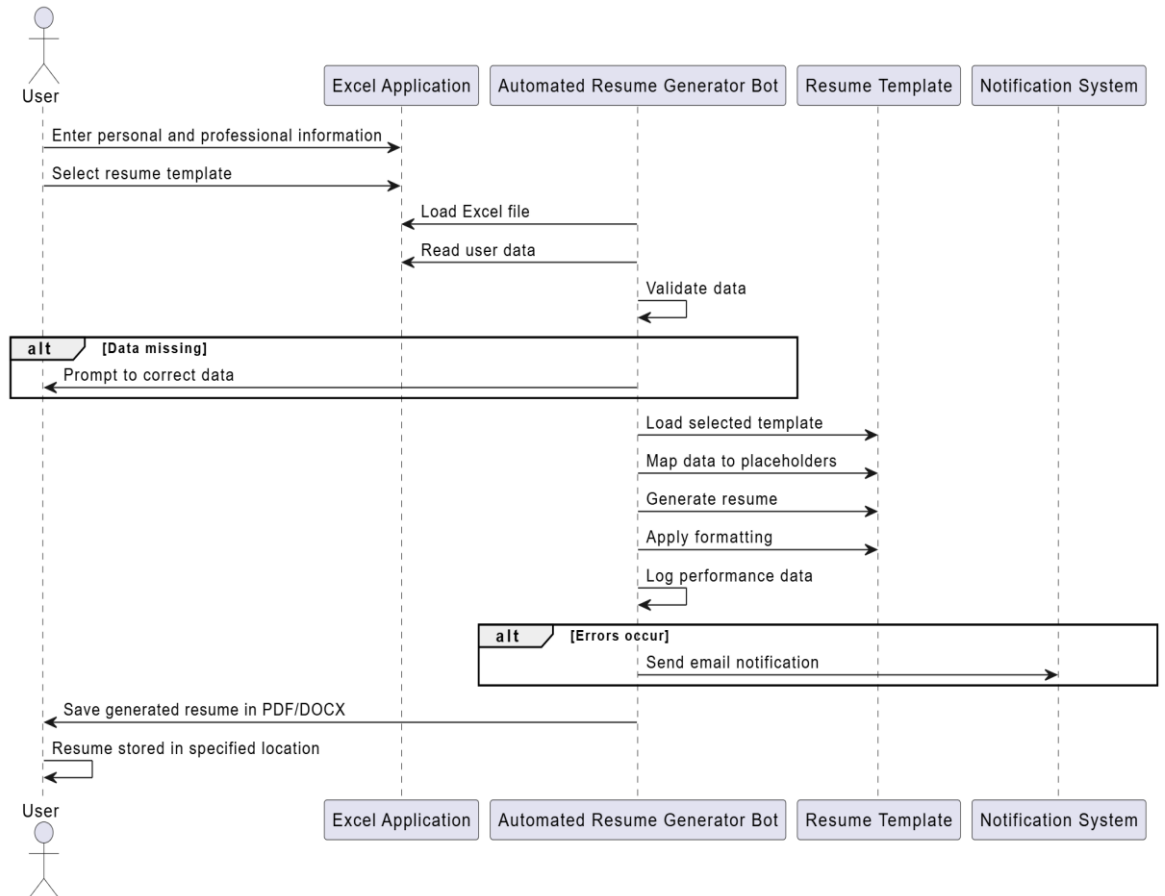 User
Excel Application
Automated Resume Generator Bot
Resume Template
Notification System
Enter personal and professional information
Select resume template
Load Excel file
Read user data
Validate data
alt [Data missing]
Prompt to correct data
Load selected template
Map data to placeholders
Generate resume
Apply formatting
Log performance data
alt [Errors occur]
Send email notification
Save generated resume in PDF/DOCX
Resume stored in specified location
User
Excel Application
Automated Resume Generator Bot
Resume Template
Notification System